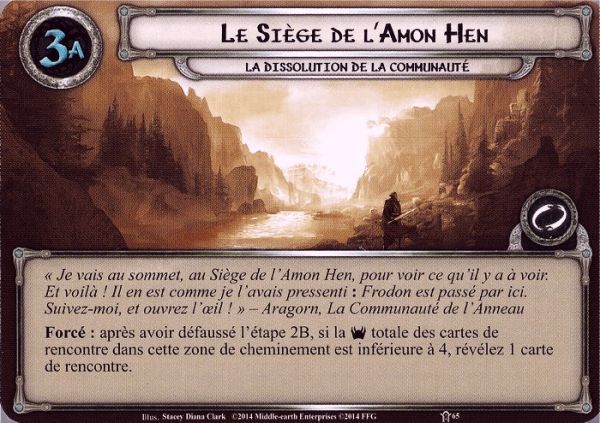 3A
LE SIÈGE DE L'AMON HEN
LA DISSOLUTION DE LA COMMUNAUTÉ
« Je vais au sommet, au Siège de l'Amon Hen, pour voir ce qu'il y a à voir.
Et voilà ! Il en est comme je l'avais pressenti : Frodon est passé par ici.
Suivez-moi, et ouvrez l'œil ! » – Aragorn, La Communauté de l'Anneau
Forcé : après avoir défaussé l'étape 2B, si la totale des cartes de
rencontre dans cette zone de cheminement est inférieure à 4, révélez 1 carte
de rencontre.
Illus. Stacey Diana Clark ©2014 Middle-earth Enterprises ©2014 FFG 65